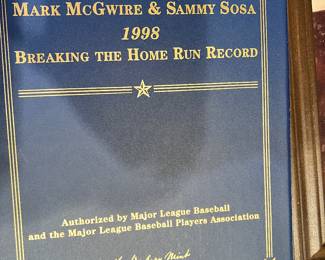 MARK MCGWIRE & SAMMY SOSA
1998
BREAKING THE HOME RUN RECORD
Authorized by Major League Baseball
and the Major League Baseball Players Association
Mint